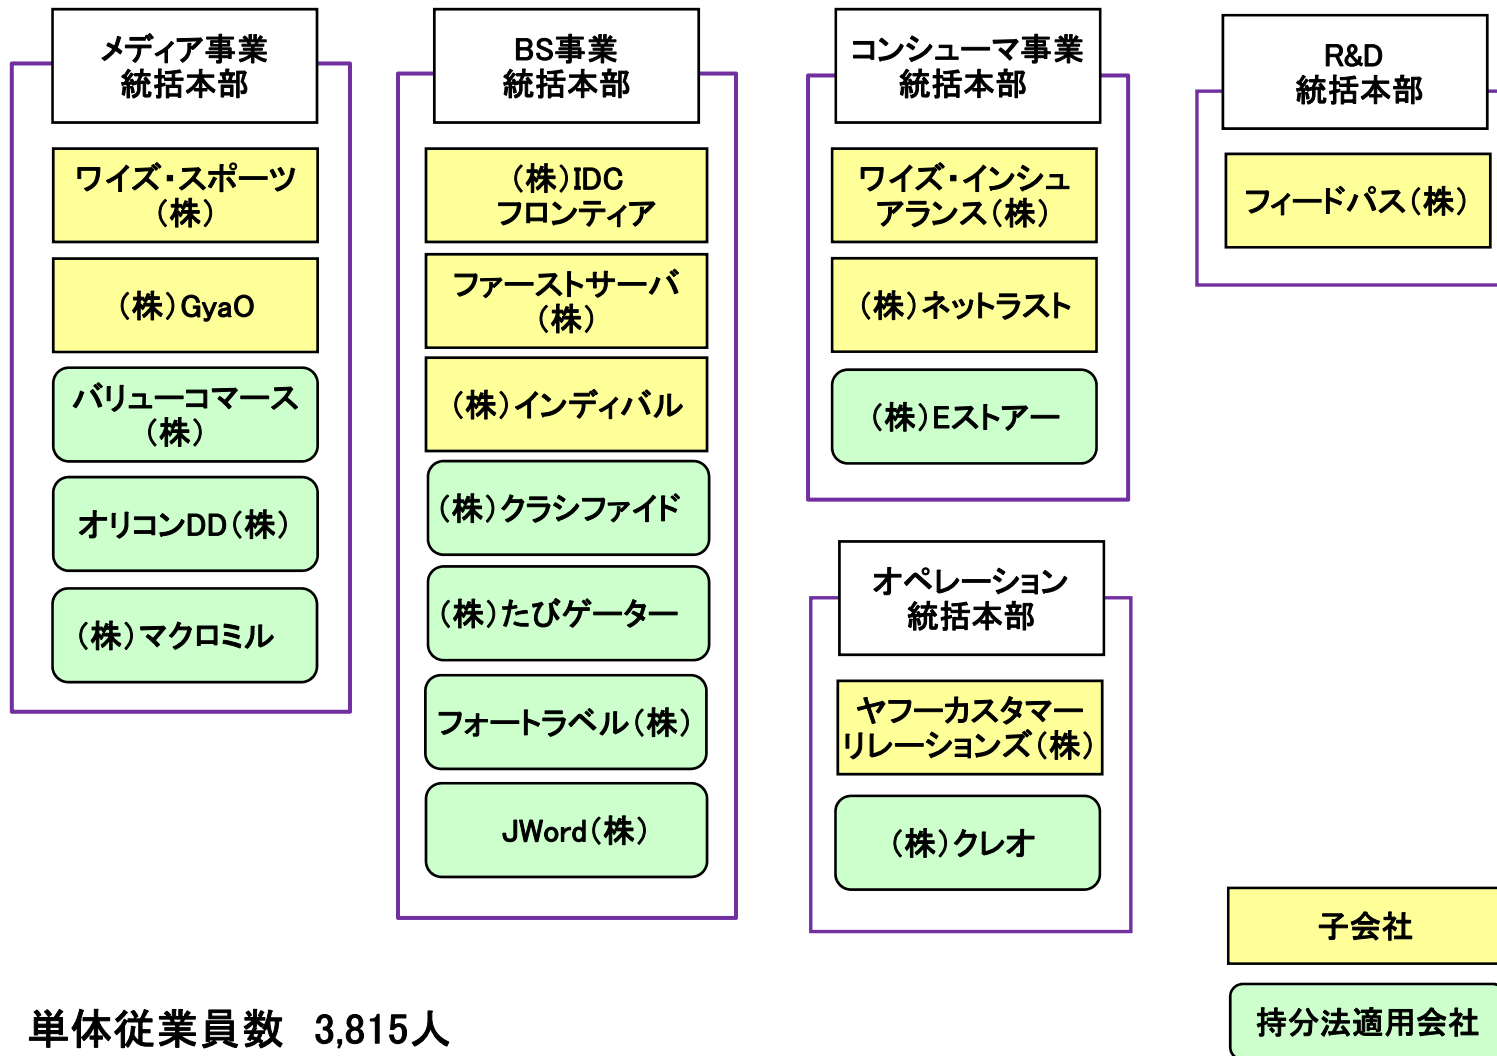 メディア事業
統括本部
ワイズ・スポーツ
（株）
（株）GyaO
バリューコマース
（株）
オリコンDD（株）
（株）マクロミル
BS事業
統括本部
（株）IDC
フロンティア
ファーストサーバ
（株）
（株）インディバル
（株）クラシファイド
（株）たびゲーター
フォートラベル（株）
JWord（株）
コンシューマ事業
統括本部
ワイズ・インシュ
アランス（株）
（株）ネットラスト
（株）Eストアー
オペレーション
統括本部
ヤフーカスタマー
リレーションズ（株）
（株）クレオ
R&D
統括本部
フィードパス（株）
子会社
持分法適用会社
単体従業員数　3,815人